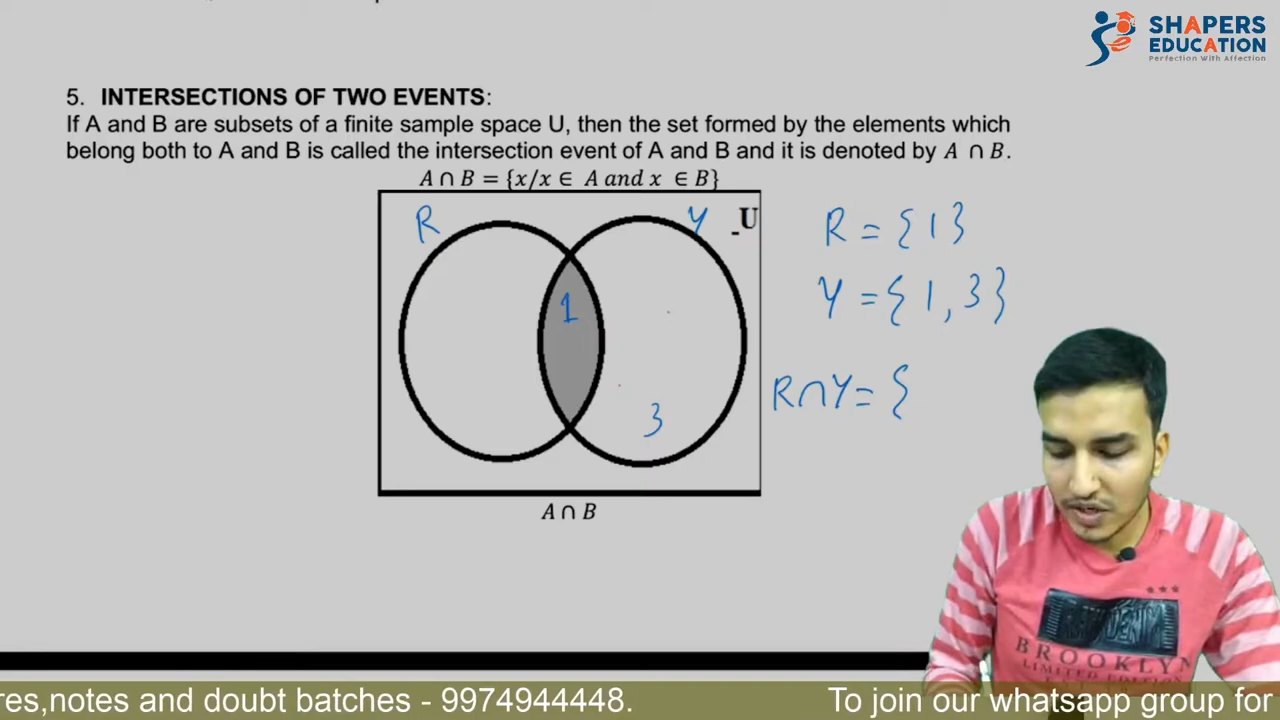 SHAPERS
EDUCATION
Perfection With Affection
5. INTERSECTIONS OF TWO EVENTS:
If A and B are subsets of a finite sample space U, then the set formed by the elements which
belong both to A and B is called the intersection event of A and B and it is denoted by A ∩ B.
A ∩ B = {x/x ∈ A and x ∈ B}
R
Y
U
R = {1}
1
Y = {1, 3}
R∩Y= {
3
A ∩ B
BROOKLYN
LIMITED EDITION
res,notes and doubt batches - 9974944448.
To join our whatsapp group for